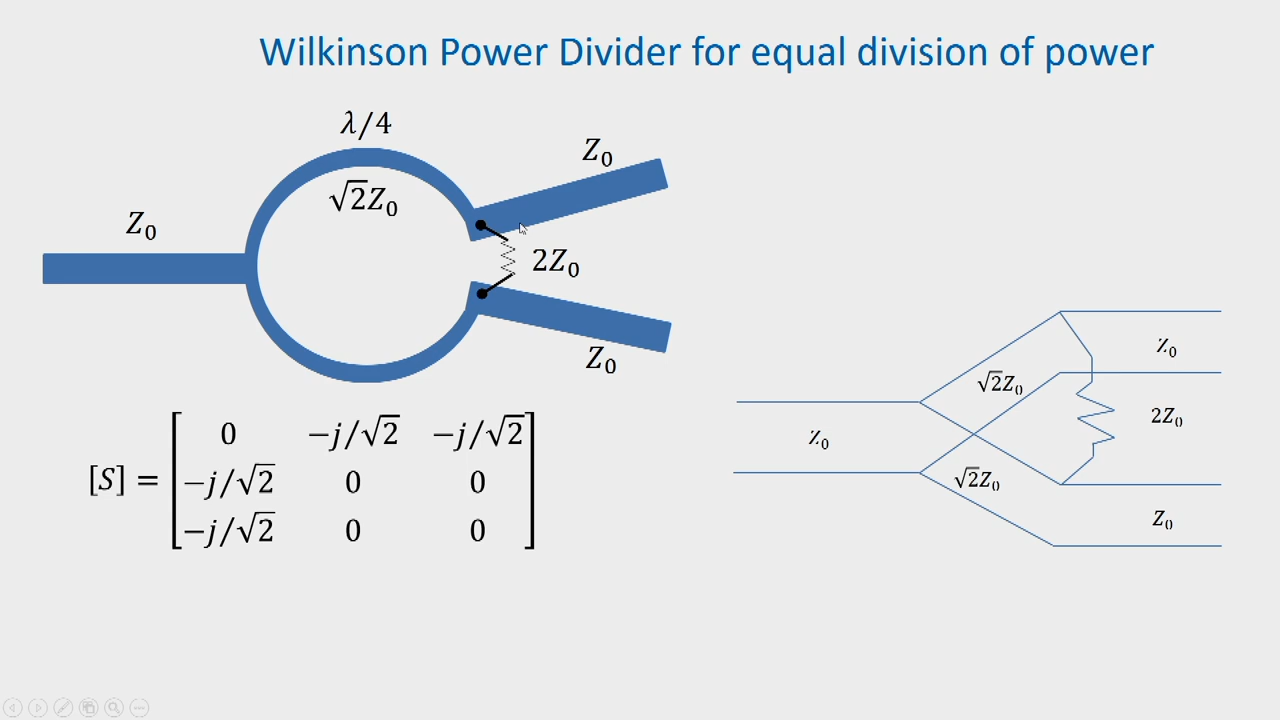 Wilkinson Power Divider for equal division of power
λ/4
Z₀
√2Z₀
Z₀
2Z₀
Z₀
[S] = [0 −j/√2 −j/√2
−j/√2 0 0
−j/√2 0 0]
Z₀
√2Z₀
Z₀
2Z₀
√2Z₀
Z₀